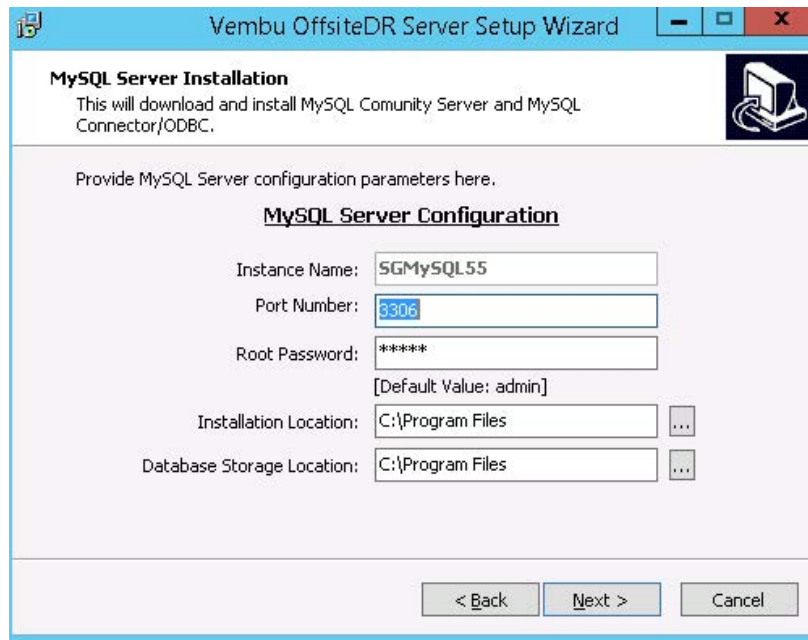 Vembu OffsiteDR Server Setup Wizard
MySQL Server Installation
This will download and install MySQL Comunity Server and MySQL
Connector/ODBC.
Provide MySQL Server configuration parameters here.
MySQL Server Configuration
Instance Name: SGMySQL55
Port Number: 3306
Root Password: *****
[Default Value: admin]
Installation Location: C:\Program Files ...
Database Storage Location: C:\Program Files ...
< Back Next > Cancel